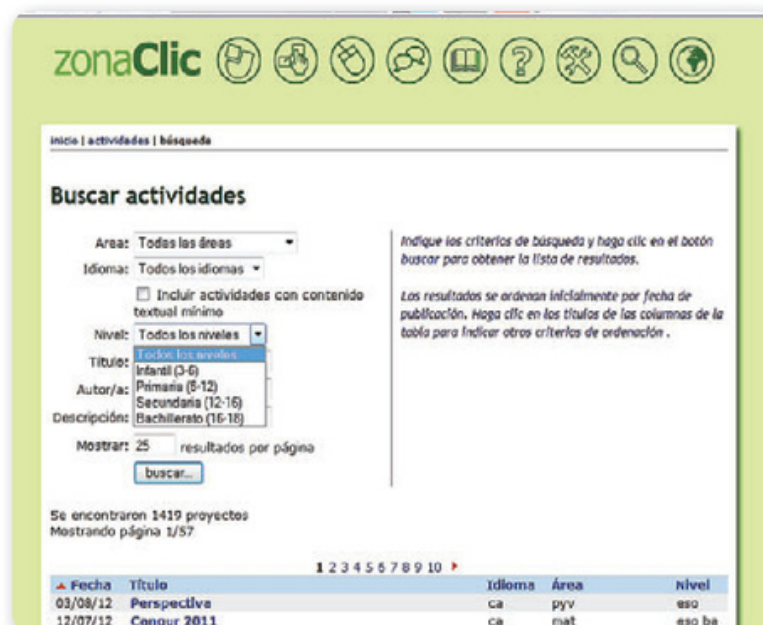 zonaClic
inicio | actividades | búsqueda
Buscar actividades
Area: Todas las áreas
Idioma: Todos los idiomas
Incluir actividades con contenido
textual mínimo
Nivel: Todos los niveles
Todos los niveles
Título: Infantil (3-6)
Autor/a: Primaria (6-12)
Secundaria (12-16)
Descripción: Bachillerato (16-18)
Mostrar: 25 resultados por página
buscar...
Indique los criterios de búsqueda y haga clic en el botón
buscar para obtener la lista de resultados.
Los resultados se ordenan inicialmente por fecha de
publicación. Haga clic en los títulos de las columnas de la
tabla para indicar otros criterios de ordenación .
Se encontraron 1419 proyectos
Mostrando página 1/57
1 2 3 4 5 6 7 8 9 10
Fecha Título Idioma Área Nivel
03/08/12 Perspectiva ca pyv eso
12/07/12 Congur 2011 ca mat eso ba